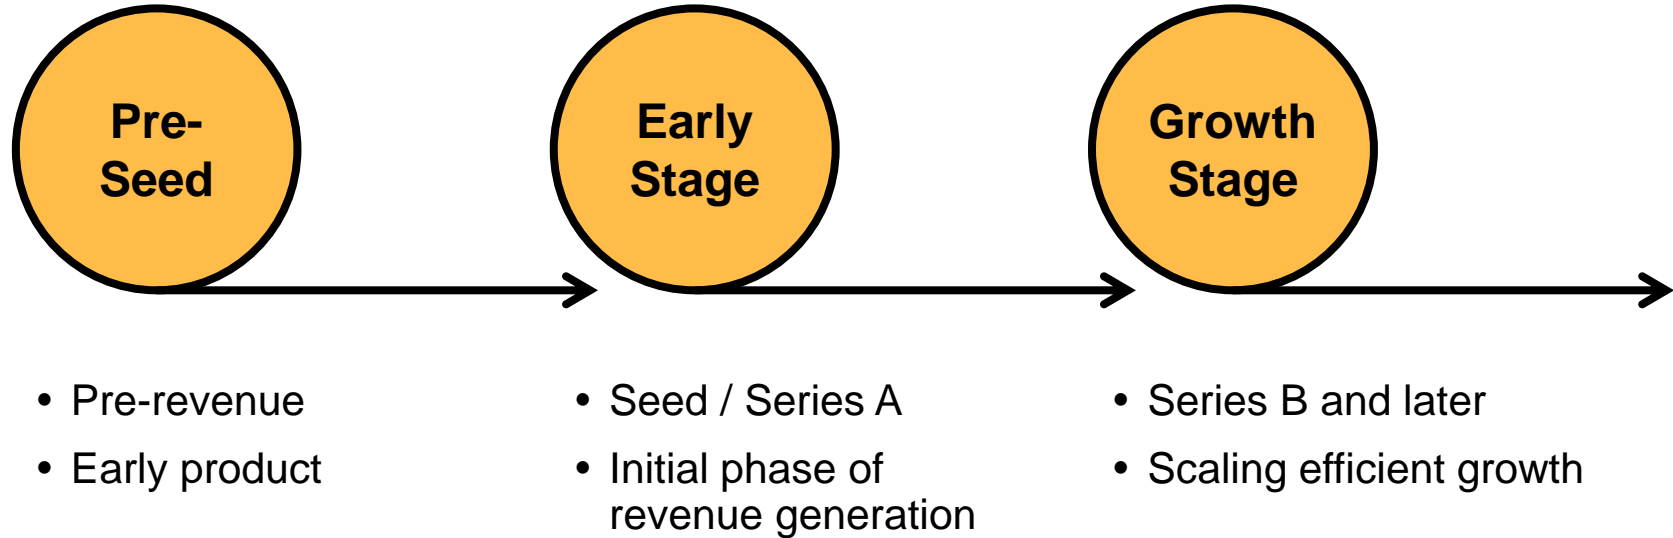 Pre-
Seed
Early
Stage
Growth
Stage
• Pre-revenue
• Early product
• Seed / Series A
• Initial phase of
revenue generation
• Series B and later
• Scaling efficient growth